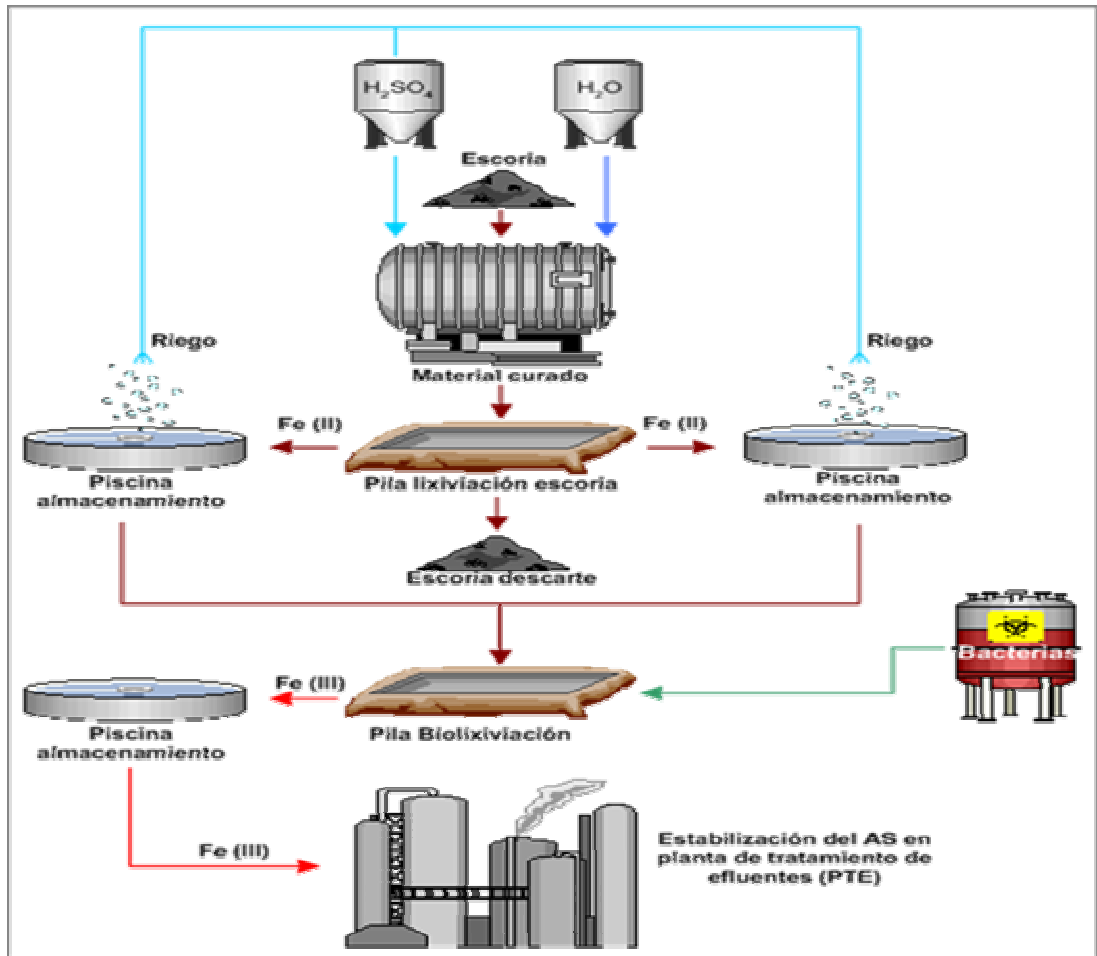 H₂SO₄
H₂O
Escoria
Riego
Riego
Material curado
Fe (II)
Fe (II)
Piscina
almacenamiento
Pila lixiviación escoria
Piscina
almacenamiento
Escoria descarte
Bacterias
Fe (III)
Piscina
almacenamiento
Pila Biolixiviación
Fe (III)
Estabilización del AS en
planta de tratamiento de
efluentes (PTE)